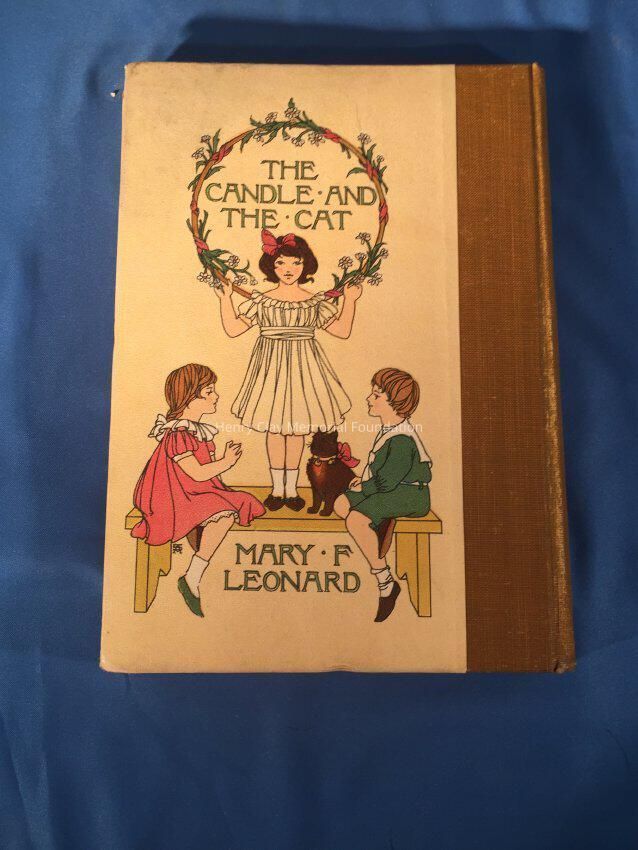 THE
CANDLE · AND
THE · CAT
Henry Clay Memorial Foundation
MARY · F
LEONARD